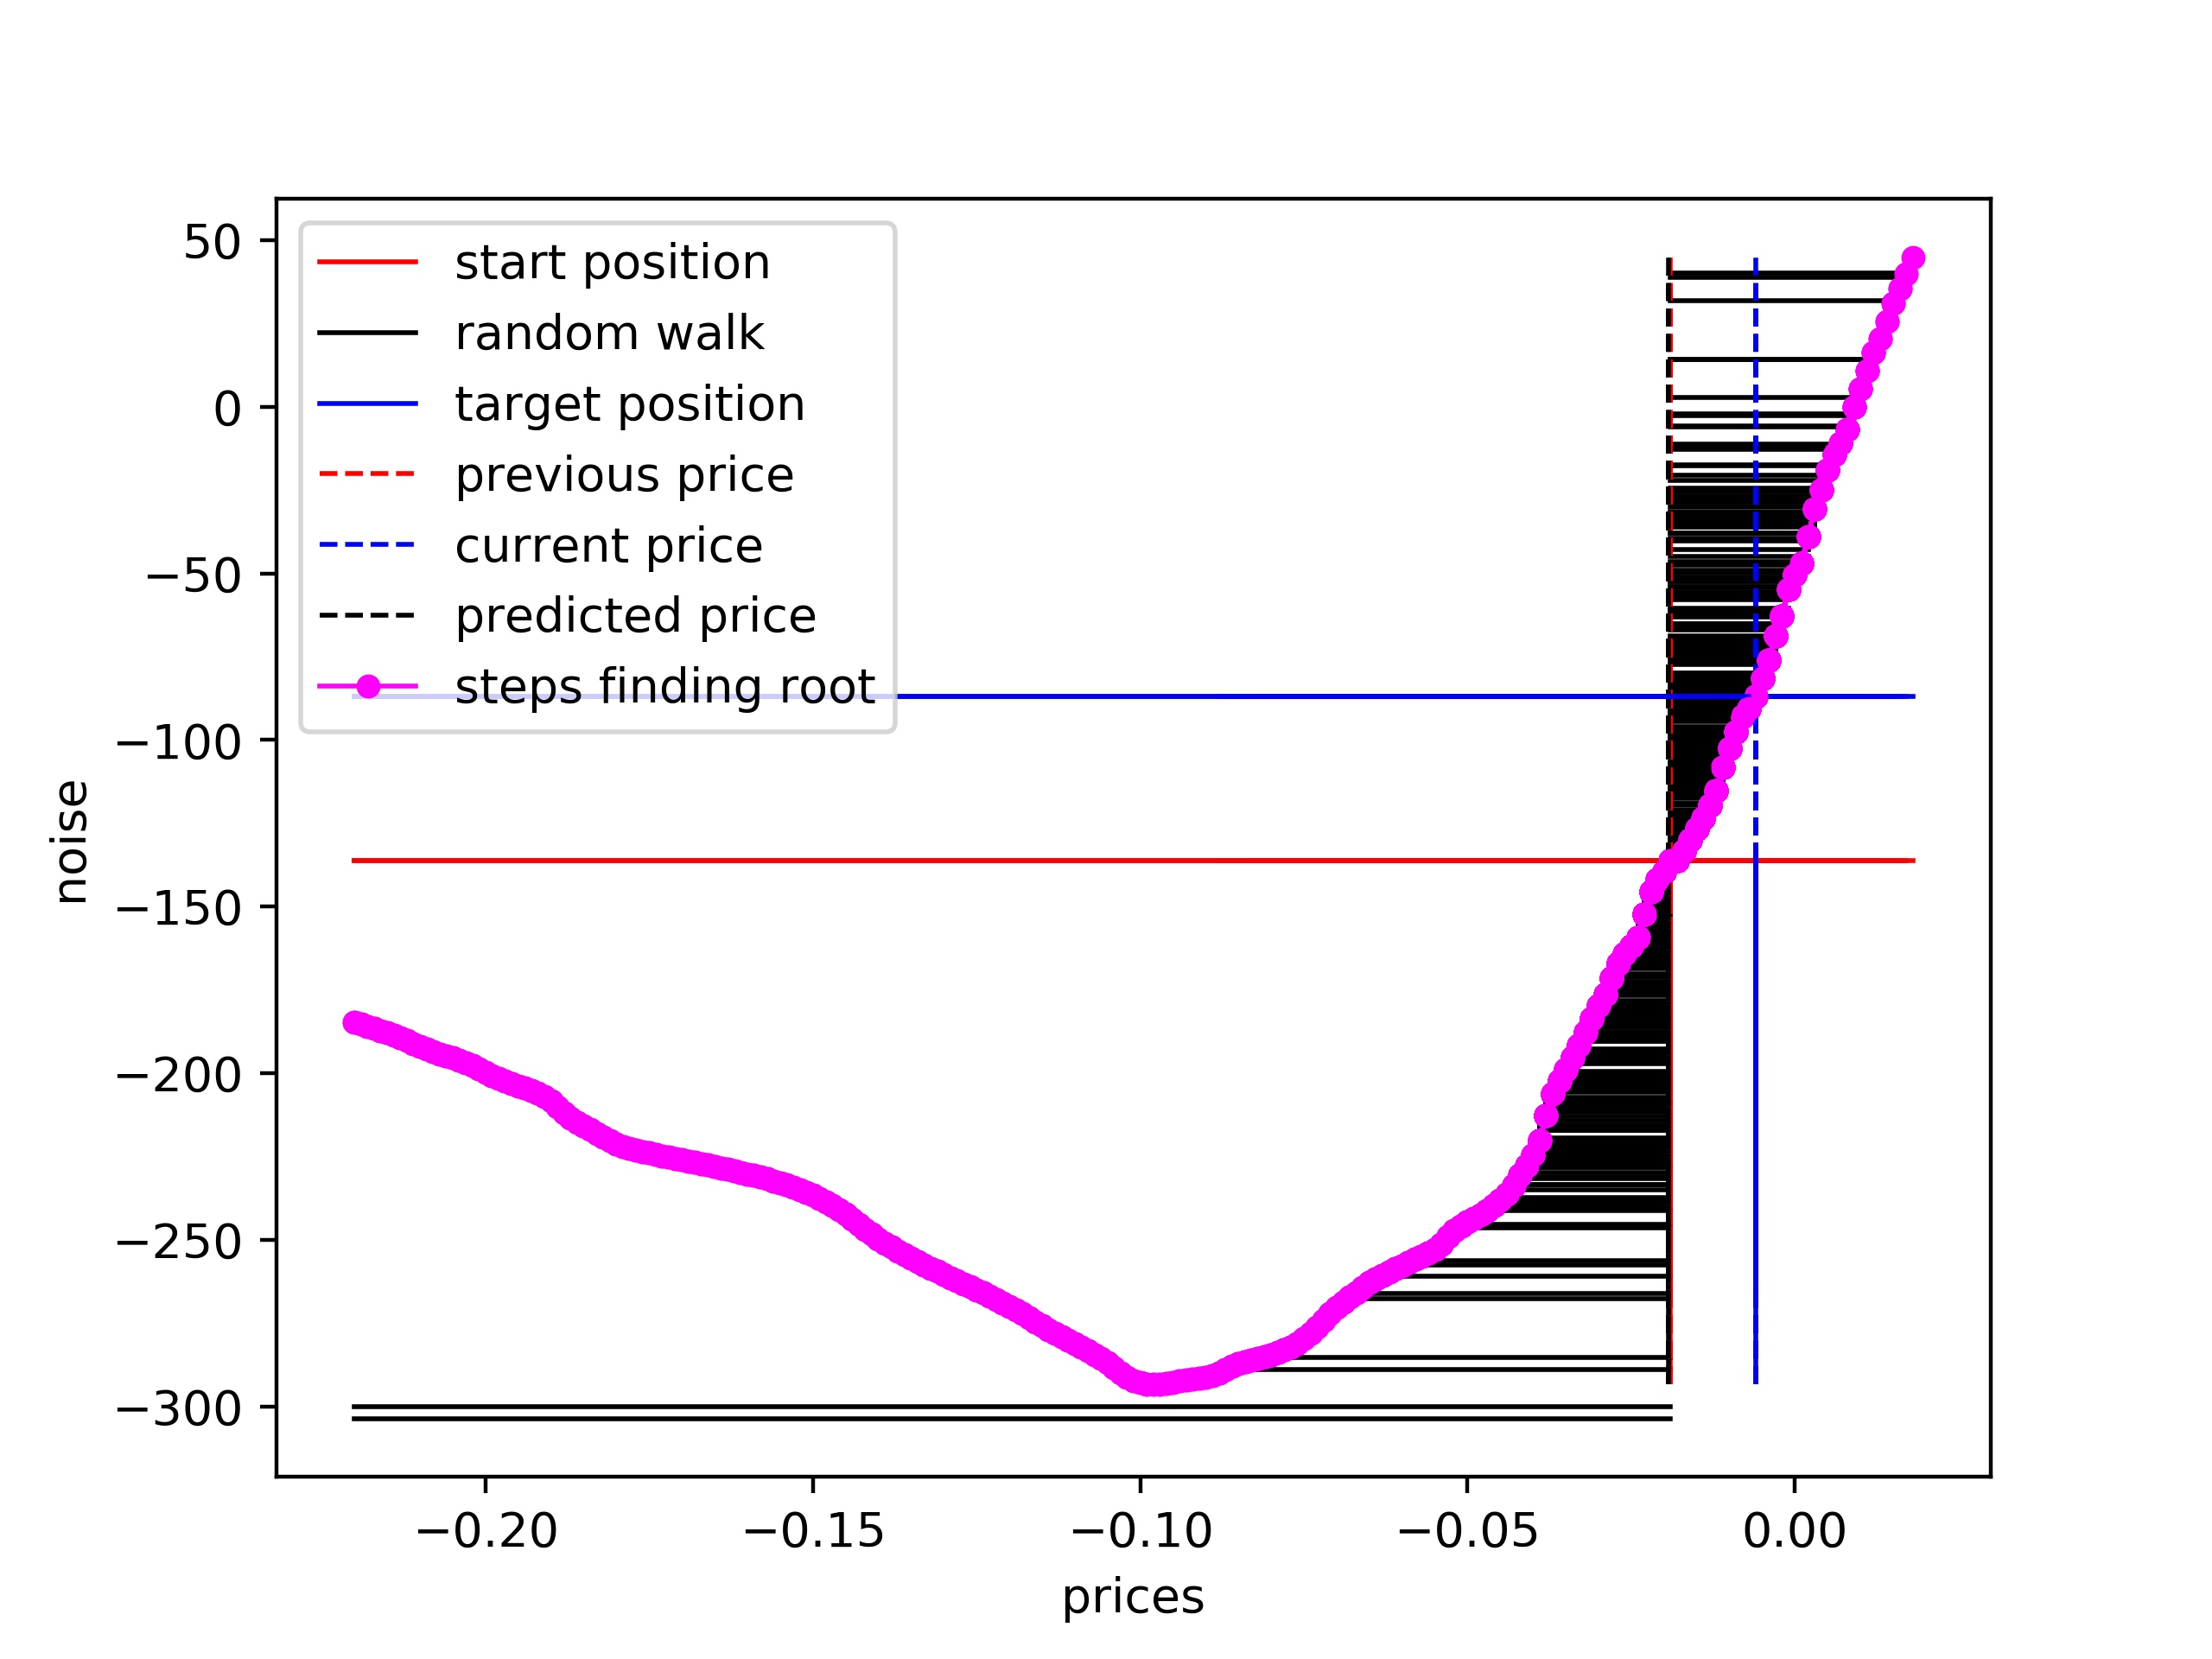 50
0
−50
−100
−150
−200
−250
−300
noise
start position
random walk
target position
previous price
current price
predicted price
steps finding root
−0.20 −0.15 −0.10 −0.05 0.00
prices